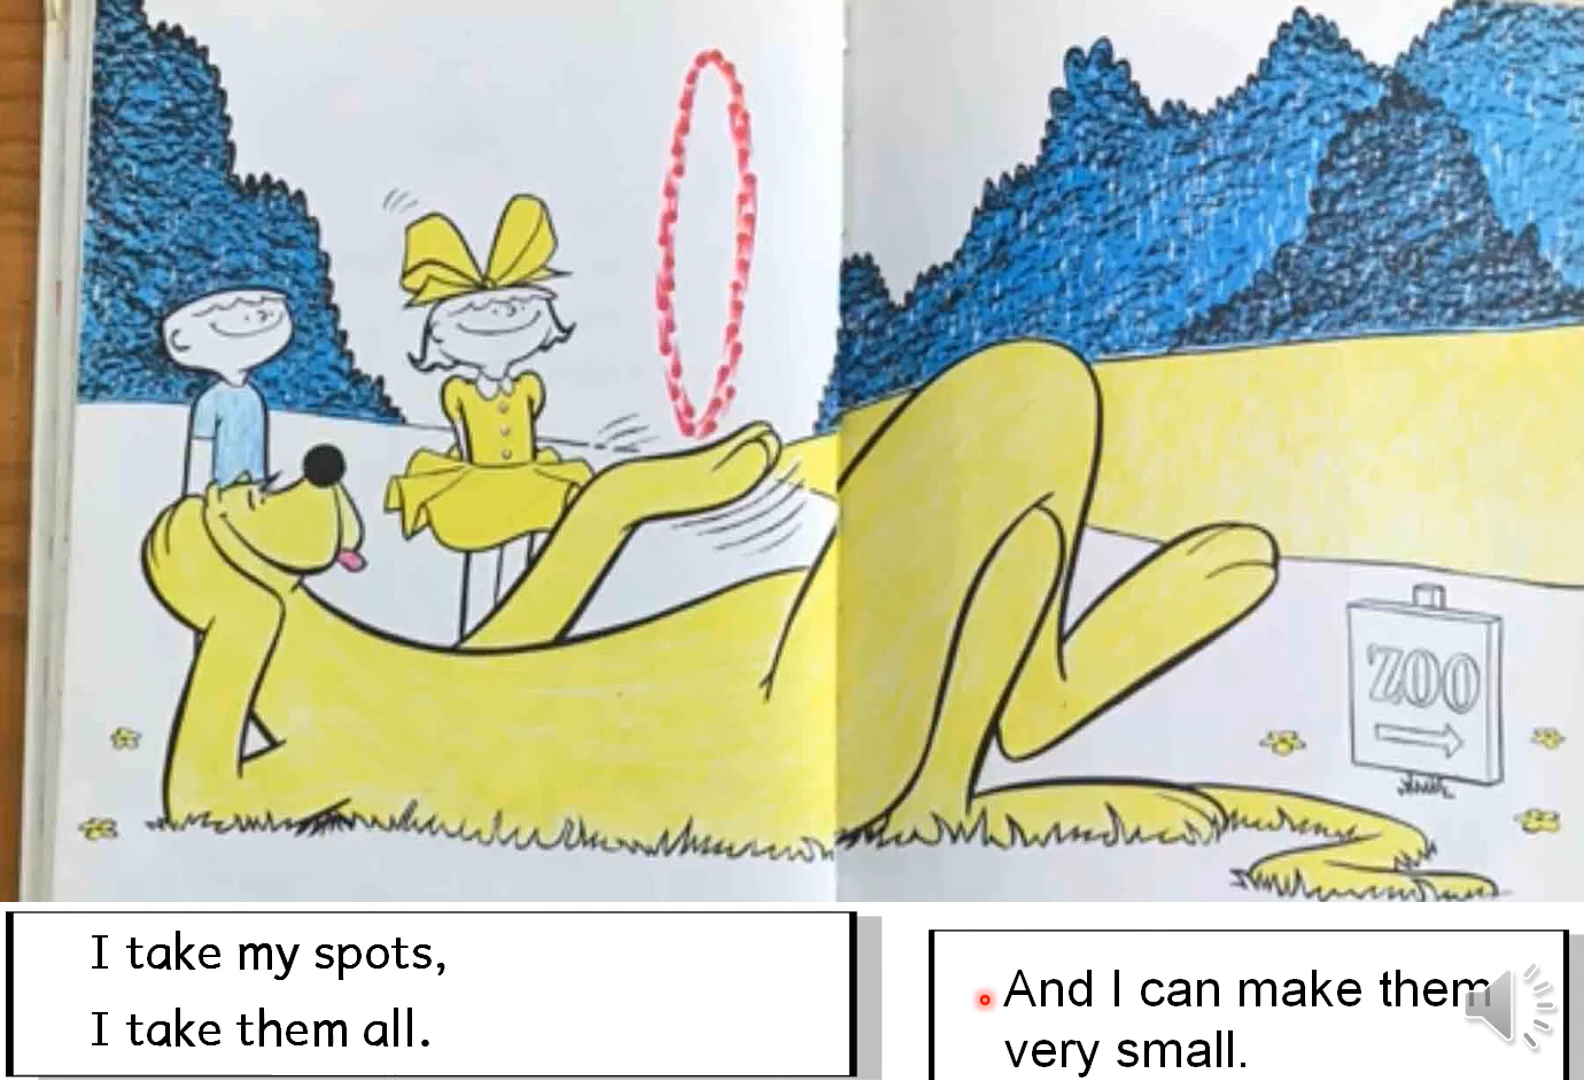 ZOO
I take my spots,
I take them all.
And I can make them
very small.